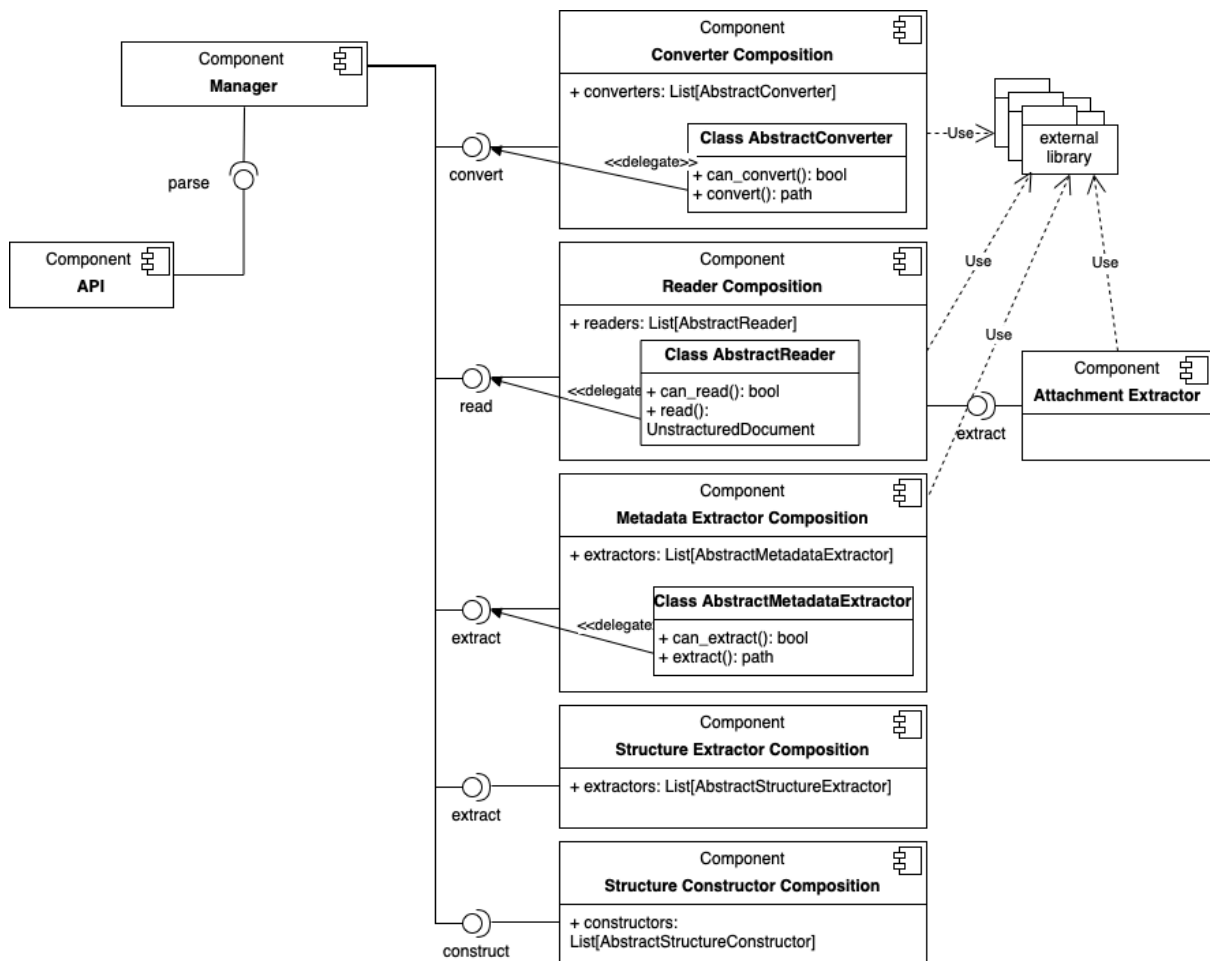 Component
Manager
parse
Component
API
Component
Converter Composition
+ converters: List[AbstractConverter]
Class AbstractConverter
<<delegate>>
+ can_convert(): bool
+ convert(): path
convert
Use
external
library
Component
Reader Composition
+ readers: List[AbstractReader]
Class AbstractReader
<<delegate
+ can_read(): bool
+ read():
UnstracturedDocument
read
Use
Use
Use
Component
Attachment Extractor
extract
Component
Metadada Extractor Composition
+ extractors: List[AbstractMetadataExtractor]
Class AbstractMetadataExtractor
<<delegate
+ can_extract(): bool
+ extract(): path
extract
Component
Structure Extractor Composition
+ extractors: List[AbstractStructureExtractor]
extract
Component
Structure Constructor Composition
+ constructors:
List[AbstractStructureConstructor]
construct